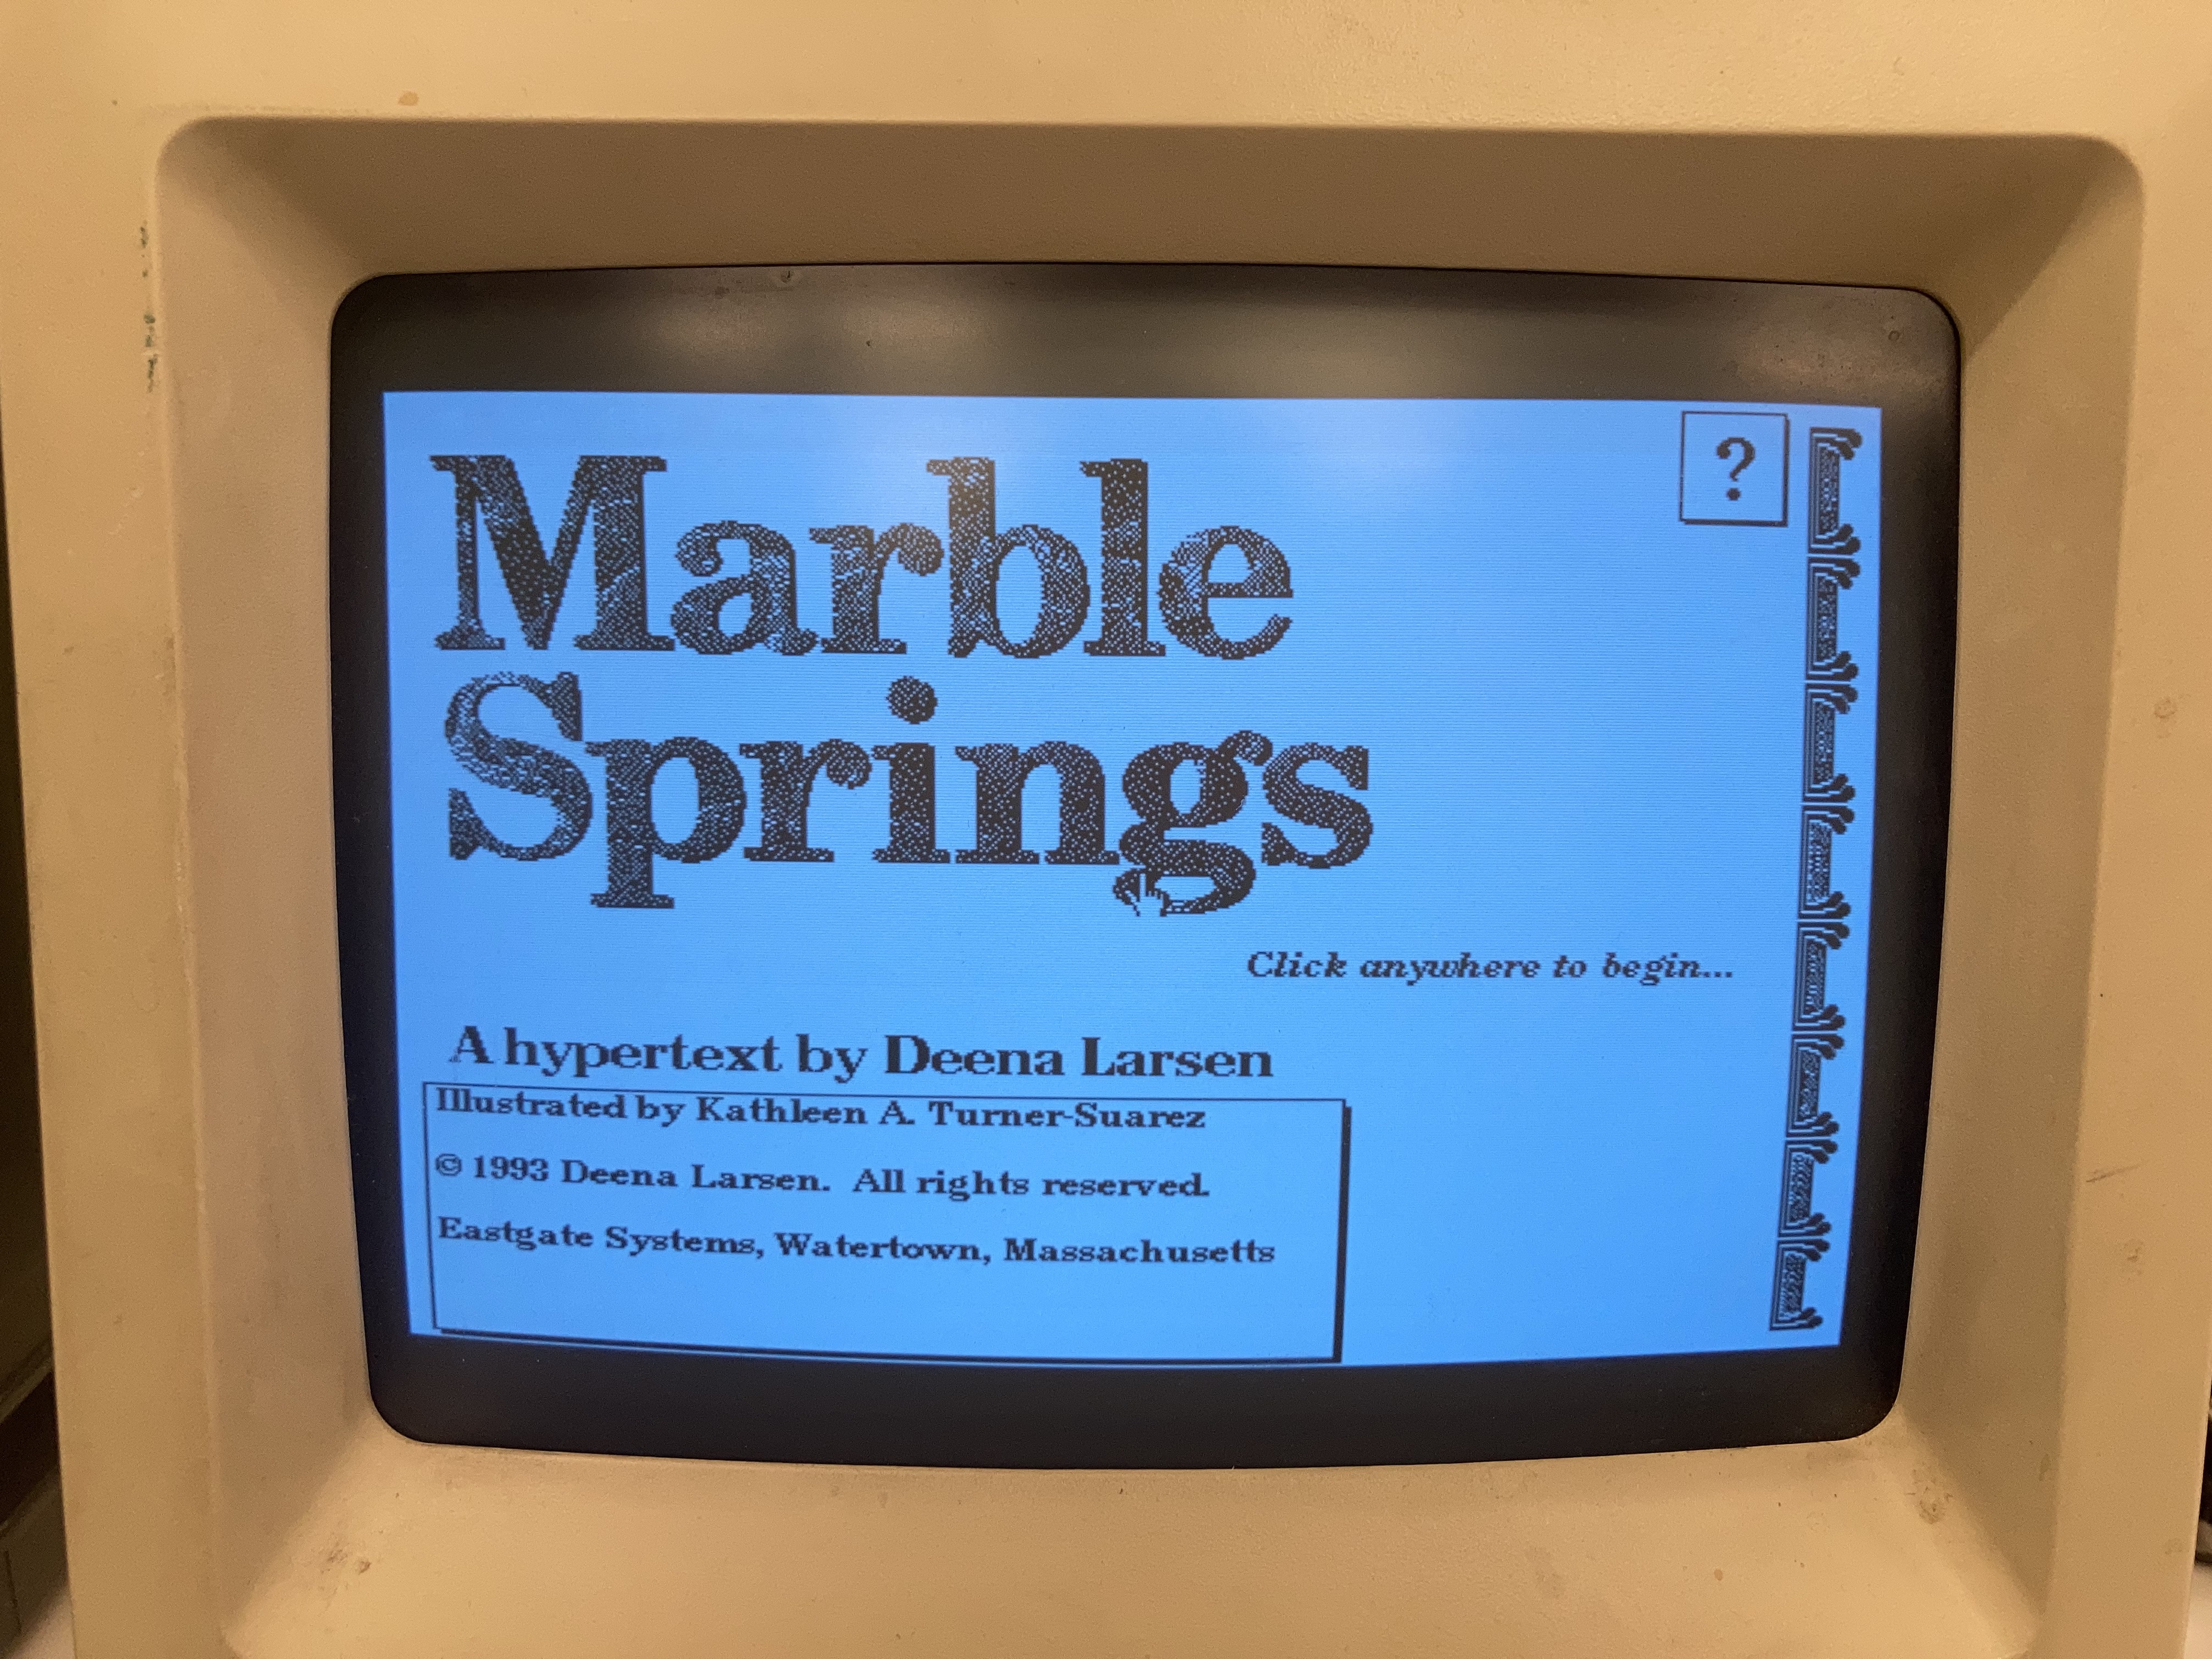 Marble
Springs
?
Click anywhere to begin...
A hypertext by Deena Larsen
Illustrated by Kathleen A. Turner-Suarez
© 1993 Deena Larsen.  All rights reserved.
Eastgate Systems, Watertown, Massachusetts